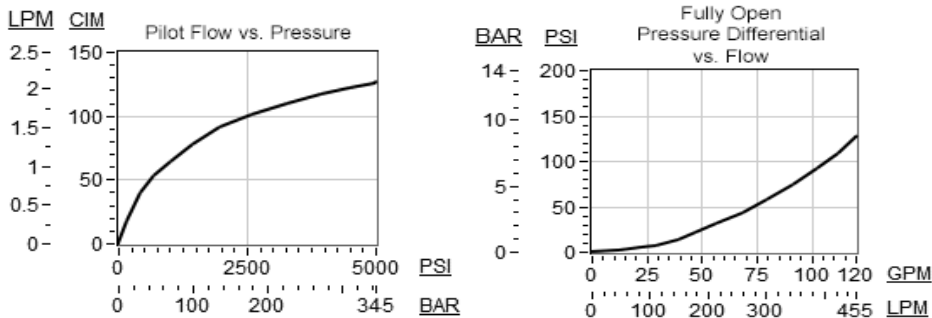 LPM CIM
Pilot Flow vs. Pressure
2.5 150
2
1.5 100
1
50
0.5
0 0
0 2500 5000 PSI
0 100 200 345 BAR
Fully Open
Pressure Differential
vs. Flow
BAR PSI
14 200
150
10
100
5
50
0 0
0 25 50 75 100 120 GPM
0 100 200 300 455 LPM